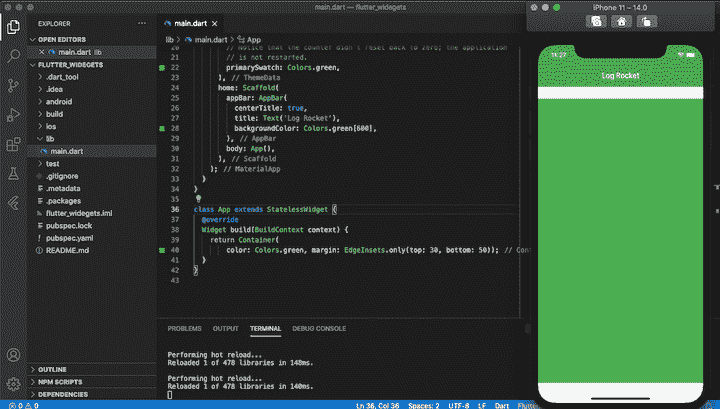 main.dart — flutter_widegets
iPhone 11 – 14.0
EXPLORER
main.dart
OPEN EDITORS
main.dart lib
FLUTTER_WIDEGETS
.dart_tool
.idea
android
build
ios
lib
main.dart
test
.gitignore
.metadata
.packages
flutter_widegets.iml
pubspec.lock
pubspec.yaml
README.md
OUTLINE
NPM SCRIPTS
DEPENDENCIES
lib > main.dart > App
20 // Notice that the counter didn't reset back to zero; the application
21 // is not restarted.
22 primarySwatch: Colors.green,
23 ), // ThemeData
24 home: Scaffold(
25 appBar: AppBar(
26 centerTitle: true,
27 title: Text('Log Rocket'),
28 backgroundColor: Colors.green[600],
29 ), // AppBar
30 body: App(),
31 ), // Scaffold
32 ); // MaterialApp
33 }
34 }
35
36 class App extends StatelessWidget {
37 @override
38 Widget build(BuildContext context) {
39 return Container(
40 color: Colors.green, margin: EdgeInsets.only(top: 30, bottom: 50)); // Con
41 }
42 }
43
PROBLEMS OUTPUT TERMINAL DEBUG CONSOLE
Performing hot reload...
Reloaded 1 of 478 libraries in 148ms.
Performing hot reload...
Reloaded 1 of 478 libraries in 140ms.
0 0 Ln 36, Col 36 Spaces: 2 UTF-8 LF Dart Flutter
Log Rocket